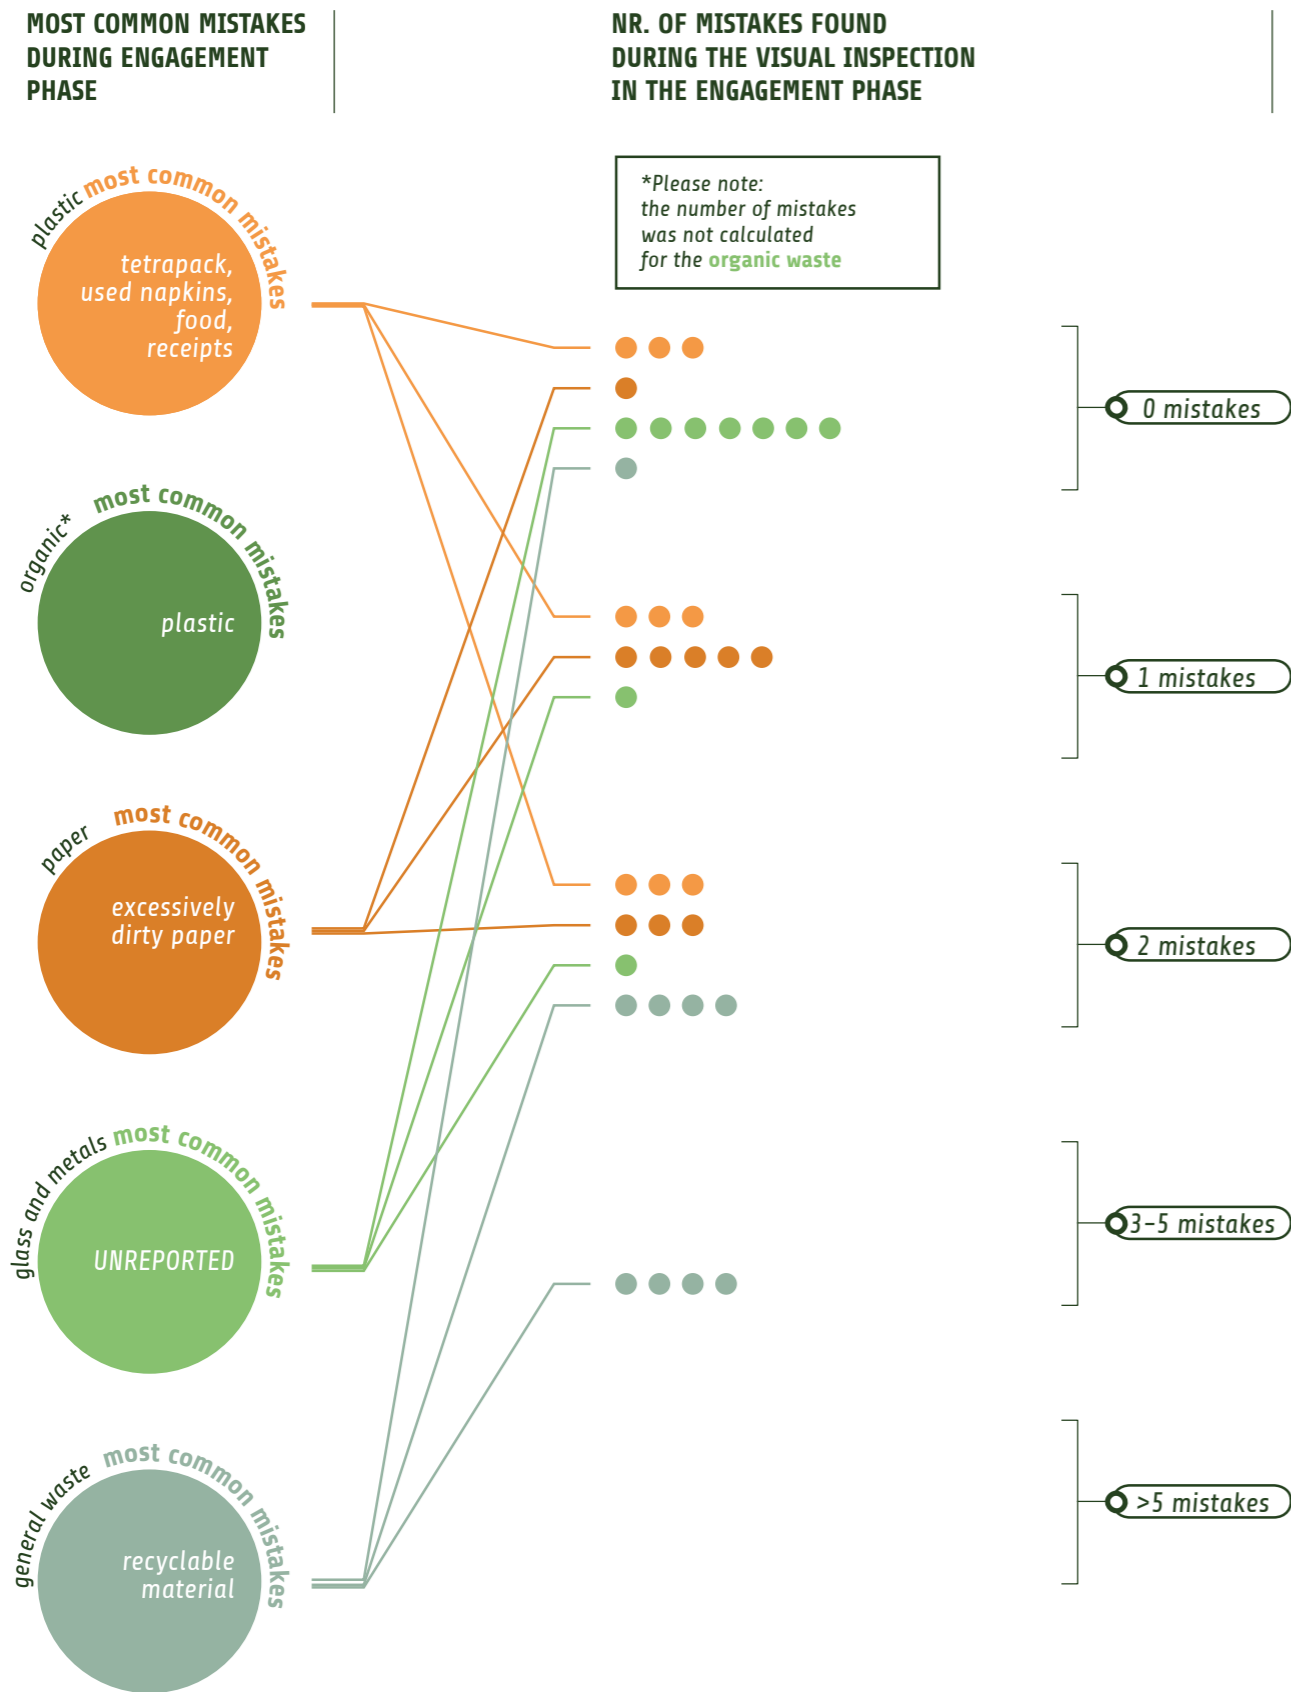 MOST COMMON MISTAKES
DURING ENGAGEMENT
PHASE
NR. OF MISTAKES FOUND
DURING THE VISUAL INSPECTION
IN THE ENGAGEMENT PHASE
*Please note:
the number of mistakes
was not calculated
for the organic waste
plastic most common mistakes
tetrapack,
used napkins,
food,
receipts
0 mistakes
organic* most common mistakes
plastic
1 mistakes
paper most common mistakes
excessively
dirty paper
2 mistakes
glass and metals most common mistakes
UNREPORTED
3-5 mistakes
general waste most common mistakes
recyclable
material
>5 mistakes